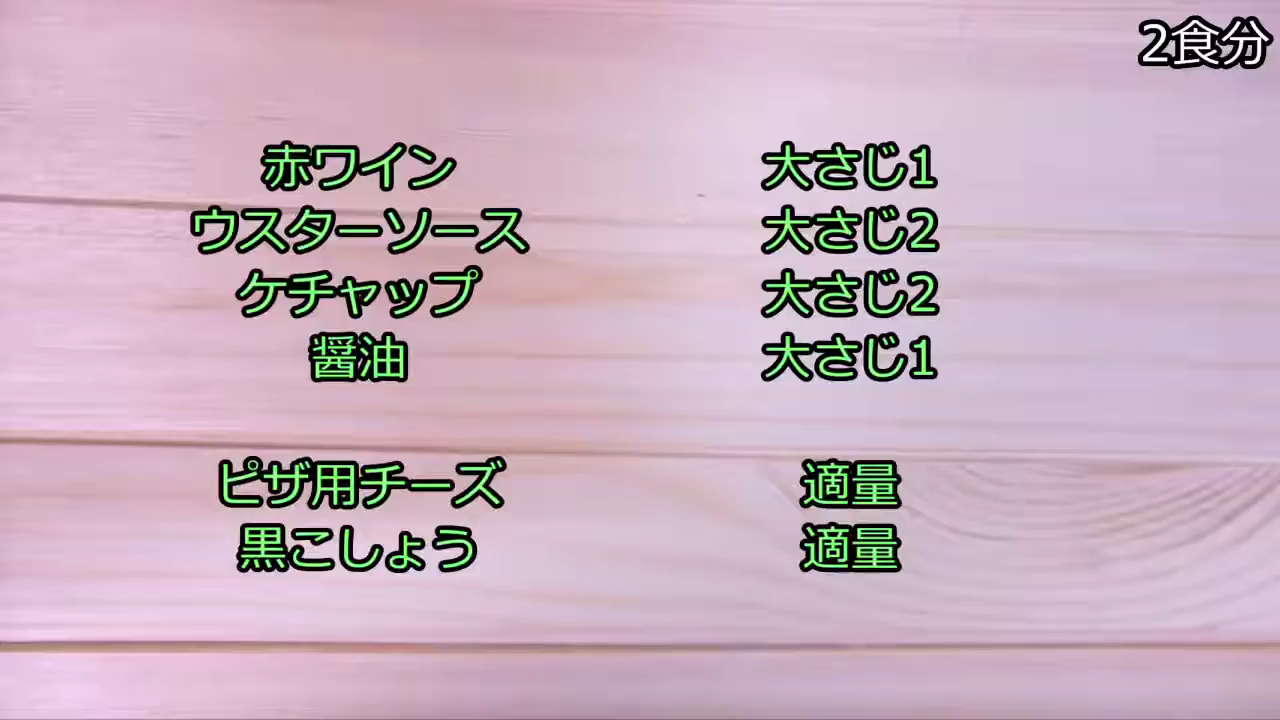 2食分
赤ワイン 大さじ1
ウスターソース 大さじ2
ケチャップ 大さじ2
醤油 大さじ1
ピザ用チーズ 適量
黒こしょう 適量